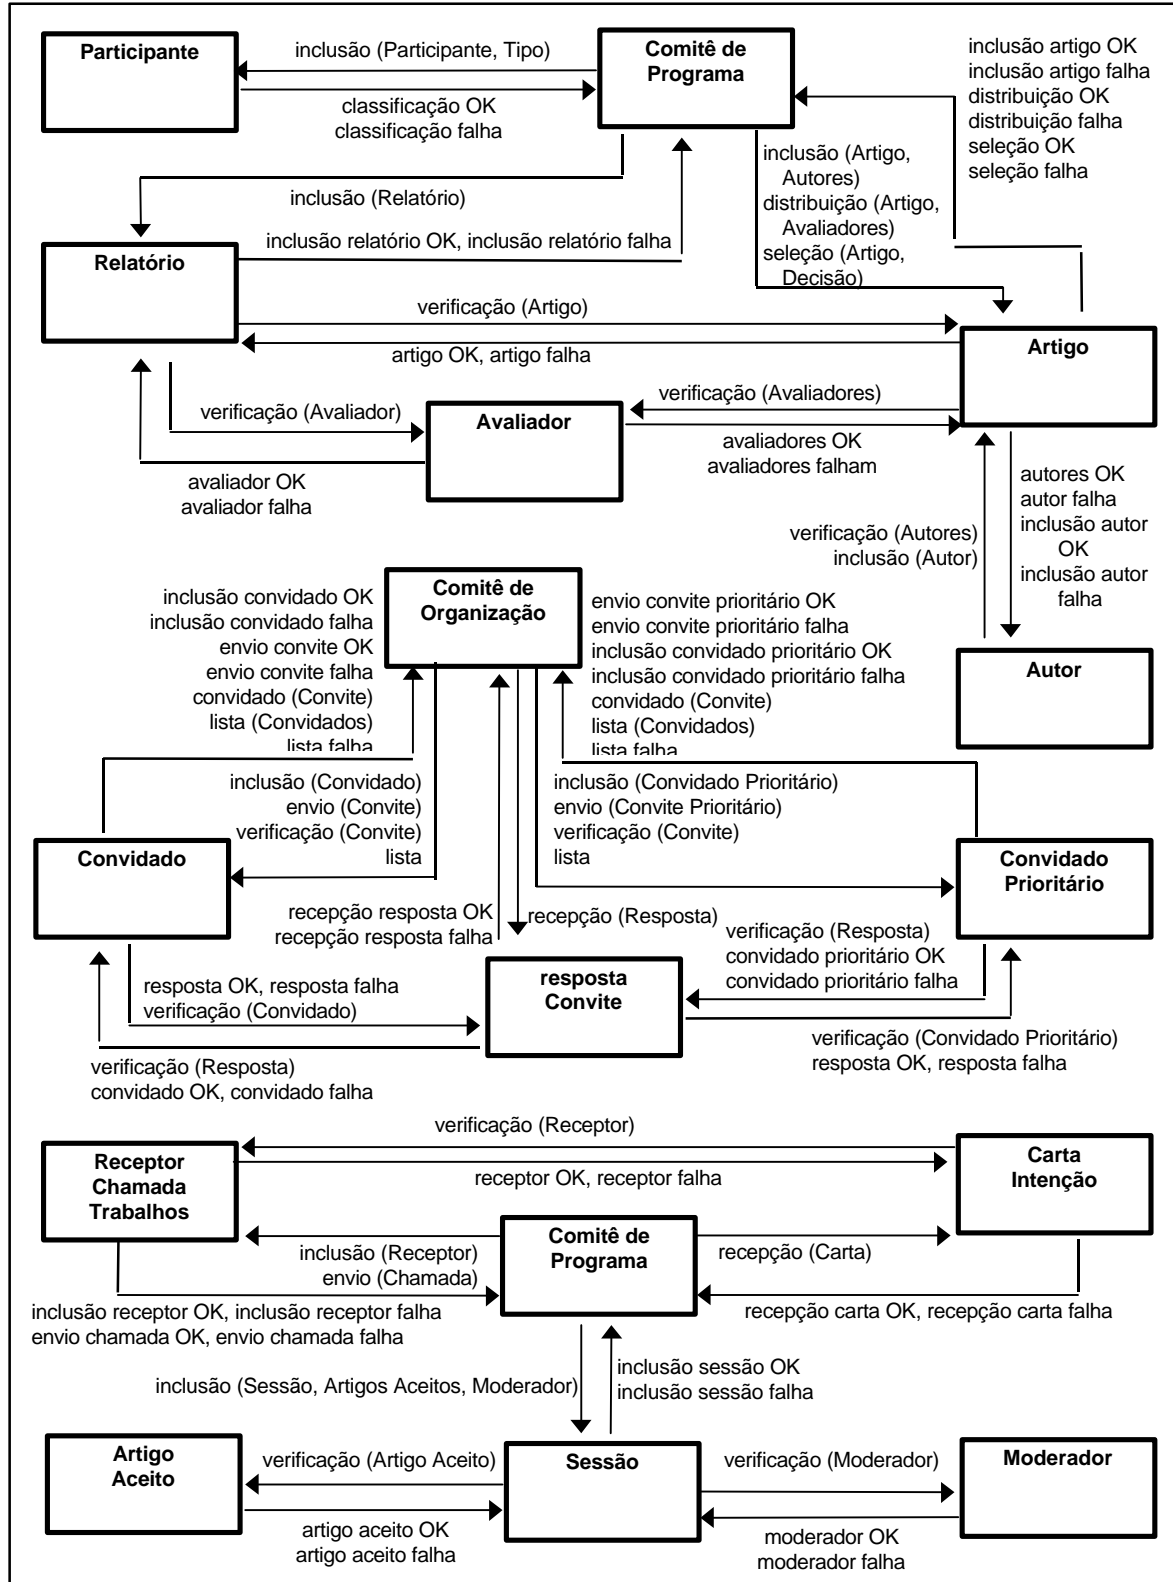 Participante
inclusão (Participante, Tipo)
classificação OK
classificação falha
Comitê de
Programa
inclusão artigo OK
inclusão artigo falha
distribuição OK
distribuição falha
seleção OK
seleção falha
inclusão (Relatório)
inclusão (Artigo,
Autores)
distribuição (Artigo,
Avaliadores)
seleção (Artigo,
Decisão)
Relatório
inclusão relatório OK, inclusão relatório falha
verificação (Artigo)
artigo OK, artigo falha
Artigo
verificação (Avaliador)
Avaliador
verificação (Avaliadores)
avaliadores OK
avaliadores falham
avaliador OK
avaliador falha
verificação (Autores)
inclusão (Autor)
autores OK
autor falha
inclusão autor
OK
inclusão autor
falha
Autor
inclusão convidado OK
inclusão convidado falha
envio convite OK
envio convite falha
convidado (Convite)
lista (Convidados)
lista falha
Comitê de
Organização
envio convite prioritário OK
envio convite prioritário falha
inclusão convidado prioritário OK
inclusão convidado prioritário falha
convidado (Convite)
lista (Convidados)
lista falha
inclusão (Convidado)
envio (Convite)
verificação (Convite)
lista
inclusão (Convidado Prioritário)
envio (Convite Prioritário)
verificação (Convite)
lista
Convidado
Convidado
Prioritário
recepção resposta OK
recepção resposta falha
recepção (Resposta)
verificação (Resposta)
convidado prioritário OK
convidado prioritário falha
resposta OK, resposta falha
verificação (Convidado)
resposta
Convite
verificação (Resposta)
convidado OK, convidado falha
verificação (Convidado Prioritário)
resposta OK, resposta falha
Receptor
Chamada
Trabalhos
verificação (Receptor)
receptor OK, receptor falha
Carta
Intenção
inclusão (Receptor)
envio (Chamada)
Comitê de
Programa
recepção (Carta)
inclusão receptor OK, inclusão receptor falha
envio chamada OK, envio chamada falha
recepção carta OK, recepção carta falha
inclusão (Sessão, Artigos Aceitos, Moderador)
inclusão sessão OK
inclusão sessão falha
Artigo
Aceito
verificação (Artigo Aceito)
artigo aceito OK
artigo aceito falha
Sessão
verificação (Moderador)
moderador OK
moderador falha
Moderador